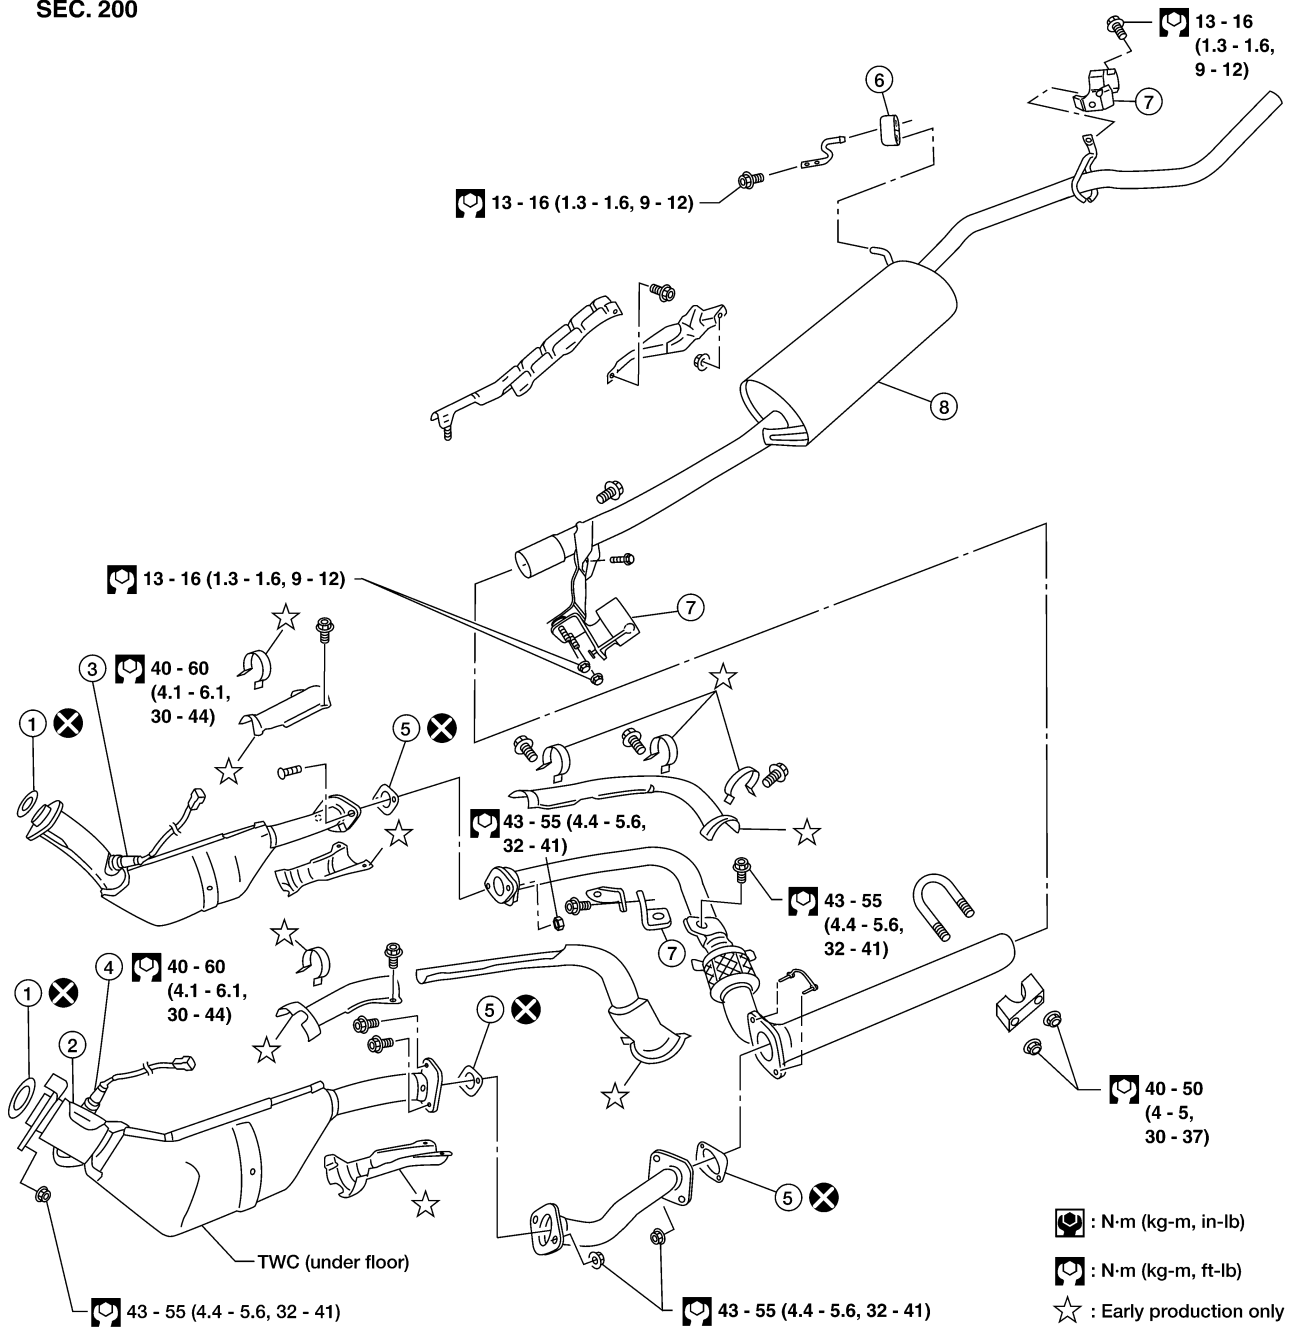 SEC. 200
13 - 16
(1.3 - 1.6,
9 - 12)
6
7
13 - 16 (1.3 - 1.6, 9 - 12)
8
13 - 16 (1.3 - 1.6, 9 - 12)
7
3
40 - 60
(4.1 - 6.1,
30 - 44)
1
5
43 - 55 (4.4 - 5.6,
32 - 41)
43 - 55
(4.4 - 5.6,
32 - 41)
7
4
40 - 60
(4.1 - 6.1,
30 - 44)
1
5
2
40 - 50
(4 - 5,
30 - 37)
5
TWC (under floor)
: N·m (kg-m, in-lb)
: N·m (kg-m, ft-lb)
43 - 55 (4.4 - 5.6, 32 - 41)
43 - 55 (4.4 - 5.6, 32 - 41)
: Early production only